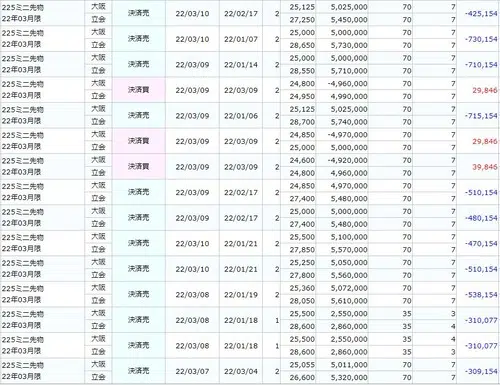 225ミニ先物 大阪 決済売 22/03/10 22/02/17 2 25,125 5,025,000 70 7 -425,154
22年03月限 立会 27,250 5,450,000 70 7
225ミニ先物 大阪 決済売 22/03/10 22/01/07 2 25,000 5,000,000 70 7 -730,154
22年03月限 立会 28,650 5,730,000 70 7
225ミニ先物 大阪 決済売 22/03/09 22/01/14 2 25,000 5,000,000 70 7 -710,154
22年03月限 立会 28,550 5,710,000 70 7
225ミニ先物 大阪 決済買 22/03/09 22/03/09 2 24,800 -4,960,000 70 7 29,846
22年03月限 立会 24,950 4,990,000 70 7
225ミニ先物 大阪 決済売 22/03/09 22/01/06 2 25,125 5,025,000 70 7 -715,154
22年03月限 立会 28,700 5,740,000 70 7
225ミニ先物 大阪 決済買 22/03/09 22/03/09 2 24,850 -4,970,000 70 7 29,846
22年03月限 立会 25,000 5,000,000 70 7
225ミニ先物 大阪 決済買 22/03/09 22/03/09 2 24,600 -4,920,000 70 7 39,846
22年03月限 立会 24,800 4,960,000 70 7
225ミニ先物 大阪 決済売 22/03/09 22/02/17 2 24,850 4,970,000 70 7 -510,154
22年03月限 立会 27,400 5,480,000 70 7
225ミニ先物 大阪 決済売 22/03/09 22/02/17 2 25,000 5,000,000 70 7 -480,154
22年03月限 立会 27,400 5,480,000 70 7
225ミニ先物 大阪 決済売 22/03/10 22/01/21 2 25,500 5,100,000 70 7 -470,154
22年03月限 立会 27,850 5,570,000 70 7
225ミニ先物 大阪 決済売 22/03/10 22/01/21 2 25,250 5,050,000 70 7 -510,154
22年03月限 立会 27,800 5,560,000 70 7
225ミニ先物 大阪 決済売 22/03/08 22/01/19 2 25,360 5,072,000 70 7 -538,154
22年03月限 立会 28,050 5,610,000 70 7
225ミニ先物 大阪 決済売 22/03/08 22/01/18 1 25,500 2,550,000 35 3 -310,077
22年03月限 立会 28,600 2,860,000 35 4
225ミニ先物 大阪 決済売 22/03/08 22/01/18 1 25,500 2,550,000 35 4 -310,077
22年03月限 立会 28,600 2,860,000 35 3
225ミニ先物 大阪 決済売 22/03/07 22/03/04 2 25,055 5,011,000 70 7 -309,154
22年03月限 立会 26,600 5,320,000 70 7